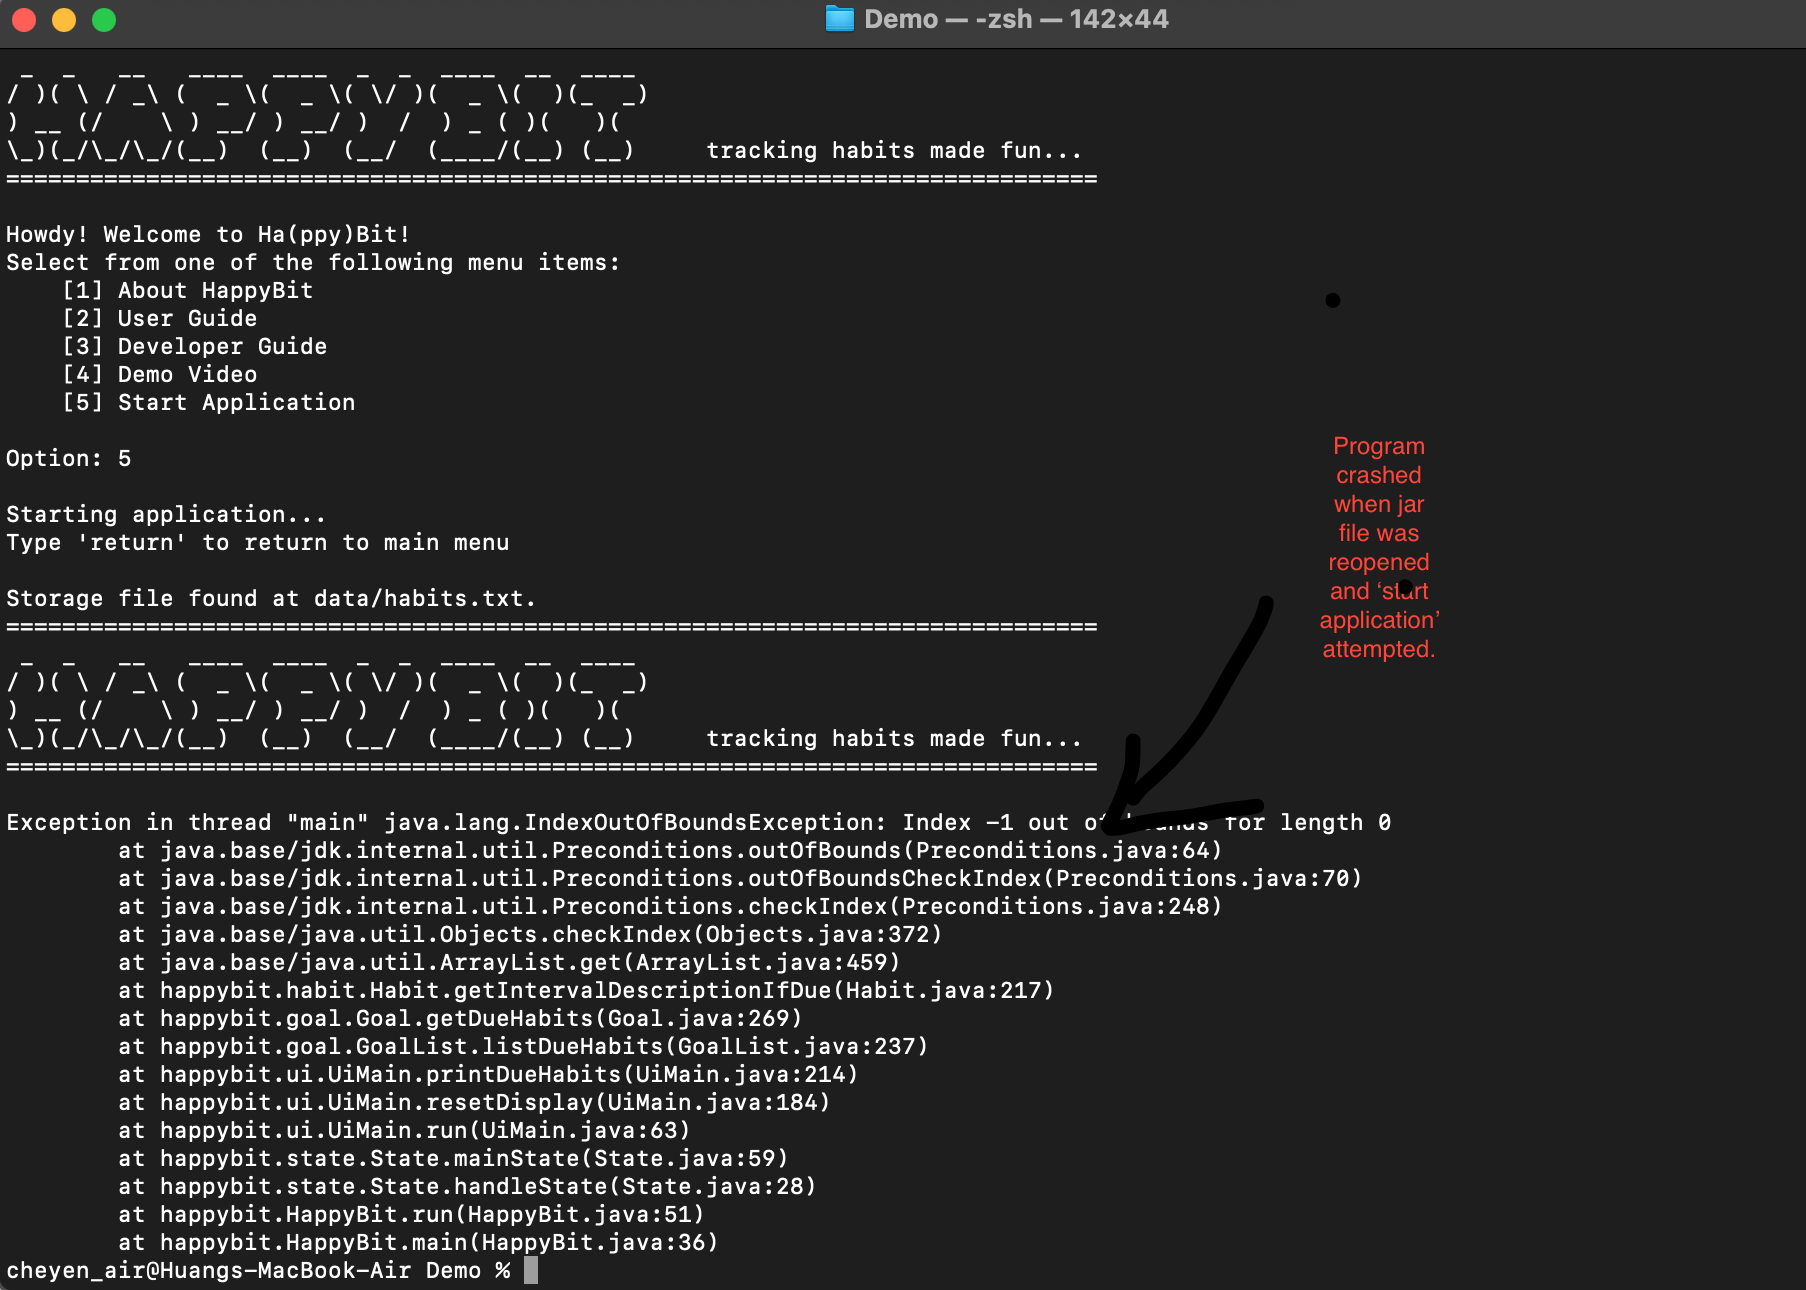 Demo — -zsh — 142×44
 _  _   __   ____  ____  _  _  ____  __  ____
/ )( \ / _\ (  _ \(  _ \( \/ )(  _ \(  )(_  _)
) __ (/    \ ) __/ ) __/ )  /  ) _ ( )(   )(
\_)(_/\_/\_/(__)  (__)  (__/  (____/(__) (__)     tracking habits made fun...
==============================================================================
Howdy! Welcome to Ha(ppy)Bit!
Select from one of the following menu items:
    [1] About HappyBit
    [2] User Guide
    [3] Developer Guide
    [4] Demo Video
    [5] Start Application
Option: 5
Starting application...
Type 'return' to return to main menu
Storage file found at data/habits.txt.
==============================================================================
 _  _   __   ____  ____  _  _  ____  __  ____
/ )( \ / _\ (  _ \(  _ \( \/ )(  _ \(  )(_  _)
) __ (/    \ ) __/ ) __/ )  /  ) _ ( )(   )(
\_)(_/\_/\_/(__)  (__)  (__/  (____/(__) (__)     tracking habits made fun...
==============================================================================
Exception in thread "main" java.lang.IndexOutOfBoundsException: Index -1 out of bounds for length 0
        at java.base/jdk.internal.util.Preconditions.outOfBounds(Preconditions.java:64)
        at java.base/jdk.internal.util.Preconditions.outOfBoundsCheckIndex(Preconditions.java:70)
        at java.base/jdk.internal.util.Preconditions.checkIndex(Preconditions.java:248)
        at java.base/java.util.Objects.checkIndex(Objects.java:372)
        at java.base/java.util.ArrayList.get(ArrayList.java:459)
        at happybit.habit.Habit.getIntervalDescriptionIfDue(Habit.java:217)
        at happybit.goal.Goal.getDueHabits(Goal.java:269)
        at happybit.goal.GoalList.listDueHabits(GoalList.java:237)
        at happybit.ui.UiMain.printDueHabits(UiMain.java:214)
        at happybit.ui.UiMain.resetDisplay(UiMain.java:184)
        at happybit.ui.UiMain.run(UiMain.java:63)
        at happybit.state.State.mainState(State.java:59)
        at happybit.state.State.handleState(State.java:28)
        at happybit.HappyBit.run(HappyBit.java:51)
        at happybit.HappyBit.main(HappyBit.java:36)
cheyen_air@Huangs-MacBook-Air Demo %
Program
crashed
when jar
file was
reopened
and ‘start
application’
attempted.